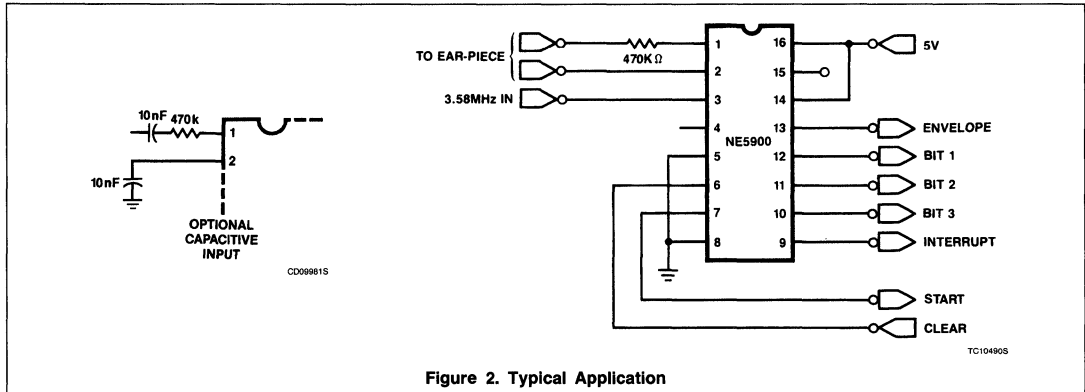 10nF 470k
1
2
10nF
OPTIONAL
CAPACITIVE
INPUT
CD09981S
TO EAR-PIECE
470KΩ
3.58MHz IN
NE5900
1 16
2 15
3 14
4 13
5 12
6 11
7 10
8 9
5V
ENVELOPE
BIT 1
BIT 2
BIT 3
INTERRUPT
START
CLEAR
TC10490S
Figure 2. Typical Application